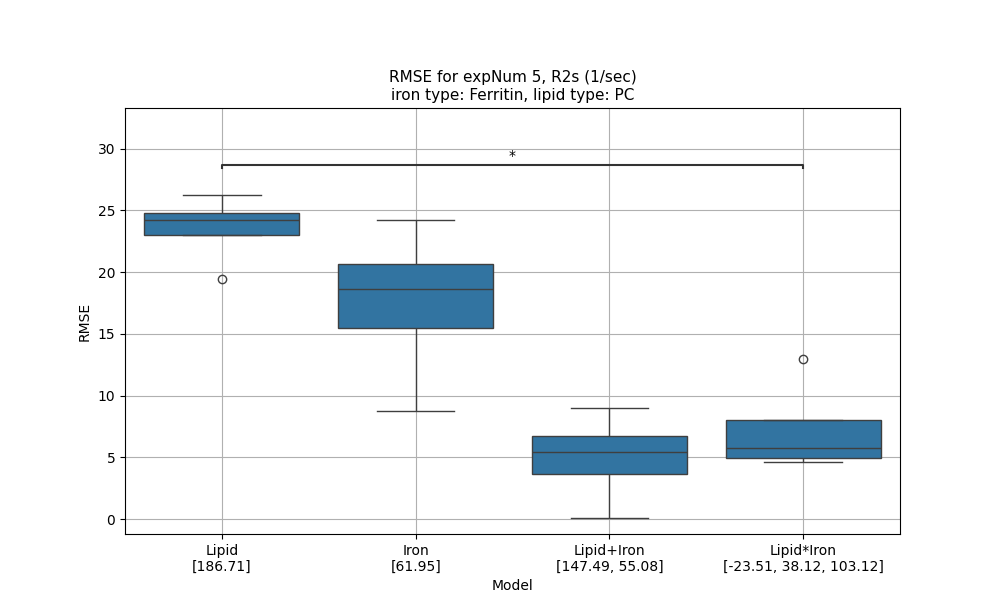 RMSE for expNum 5, R2s (1/sec)
iron type: Ferritin, lipid type: PC
*
30
25
20
15
10
5
0
RMSE
Lipid
[186.71]
Iron
[61.95]
Lipid+Iron
[147.49, 55.08]
Lipid*Iron
[-23.51, 38.12, 103.12]
Model